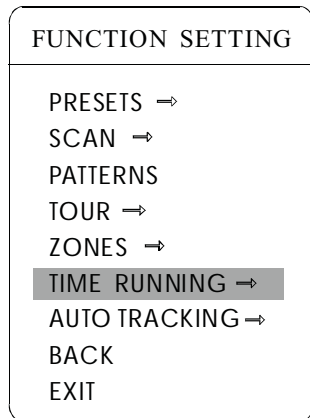 FUNCTION SETTING
PRESETS ⇒
SCAN ⇒
PATTERNS
TOUR ⇒
ZONES ⇒
TIME RUNNING ⇒
AUTO TRACKING ⇒
BACK
EXIT